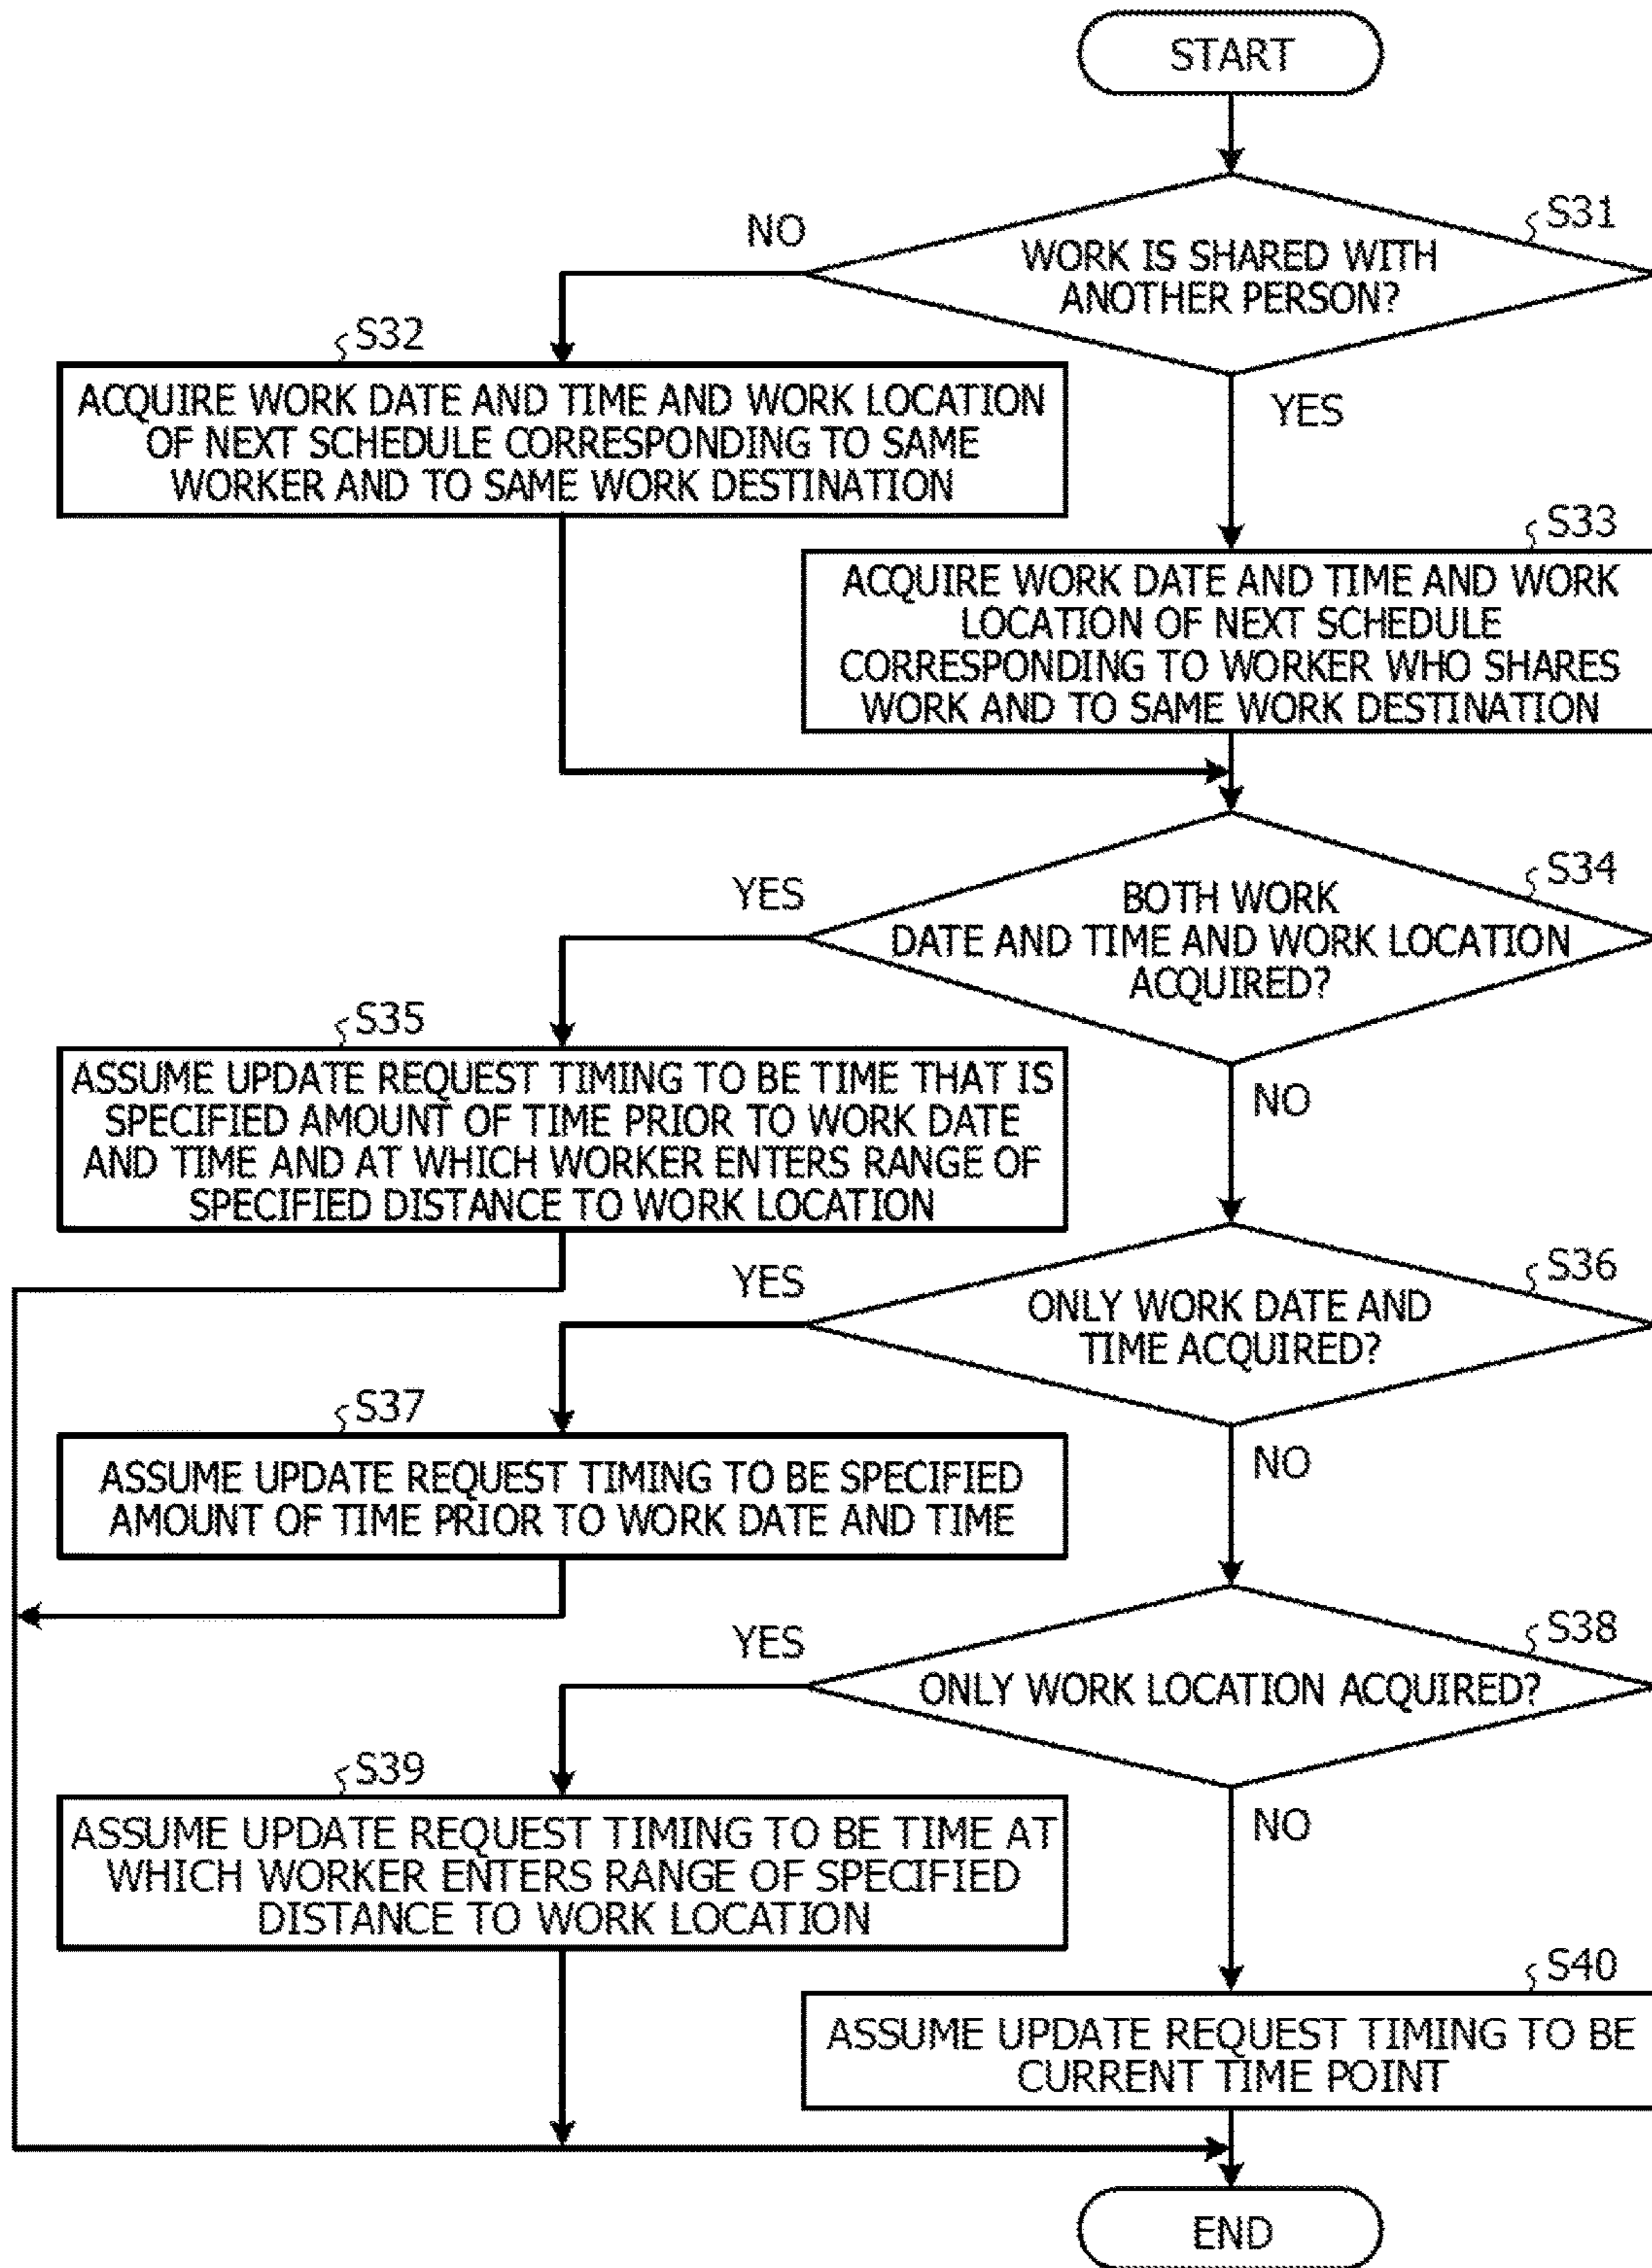 START
S31
WORK IS SHARED WITH
ANOTHER PERSON?
NO
YES
S32
ACQUIRE WORK DATE AND TIME AND WORK LOCATION
OF NEXT SCHEDULE CORRESPONDING TO SAME
WORKER AND TO SAME WORK DESTINATION
S33
ACQUIRE WORK DATE AND TIME AND WORK
LOCATION OF NEXT SCHEDULE
CORRESPONDING TO WORKER WHO SHARES
WORK AND TO SAME WORK DESTINATION
S34
BOTH WORK
DATE AND TIME AND WORK LOCATION
ACQUIRED?
YES
NO
S35
ASSUME UPDATE REQUEST TIMING TO BE TIME THAT IS
SPECIFIED AMOUNT OF TIME PRIOR TO WORK DATE
AND TIME AND AT WHICH WORKER ENTERS RANGE OF
SPECIFIED DISTANCE TO WORK LOCATION
S36
ONLY WORK DATE AND
TIME ACQUIRED?
YES
NO
S37
ASSUME UPDATE REQUEST TIMING TO BE SPECIFIED
AMOUNT OF TIME PRIOR TO WORK DATE AND TIME
S38
ONLY WORK LOCATION ACQUIRED?
YES
NO
S39
ASSUME UPDATE REQUEST TIMING TO BE TIME AT
WHICH WORKER ENTERS RANGE OF SPECIFIED
DISTANCE TO WORK LOCATION
S40
ASSUME UPDATE REQUEST TIMING TO BE
CURRENT TIME POINT
END